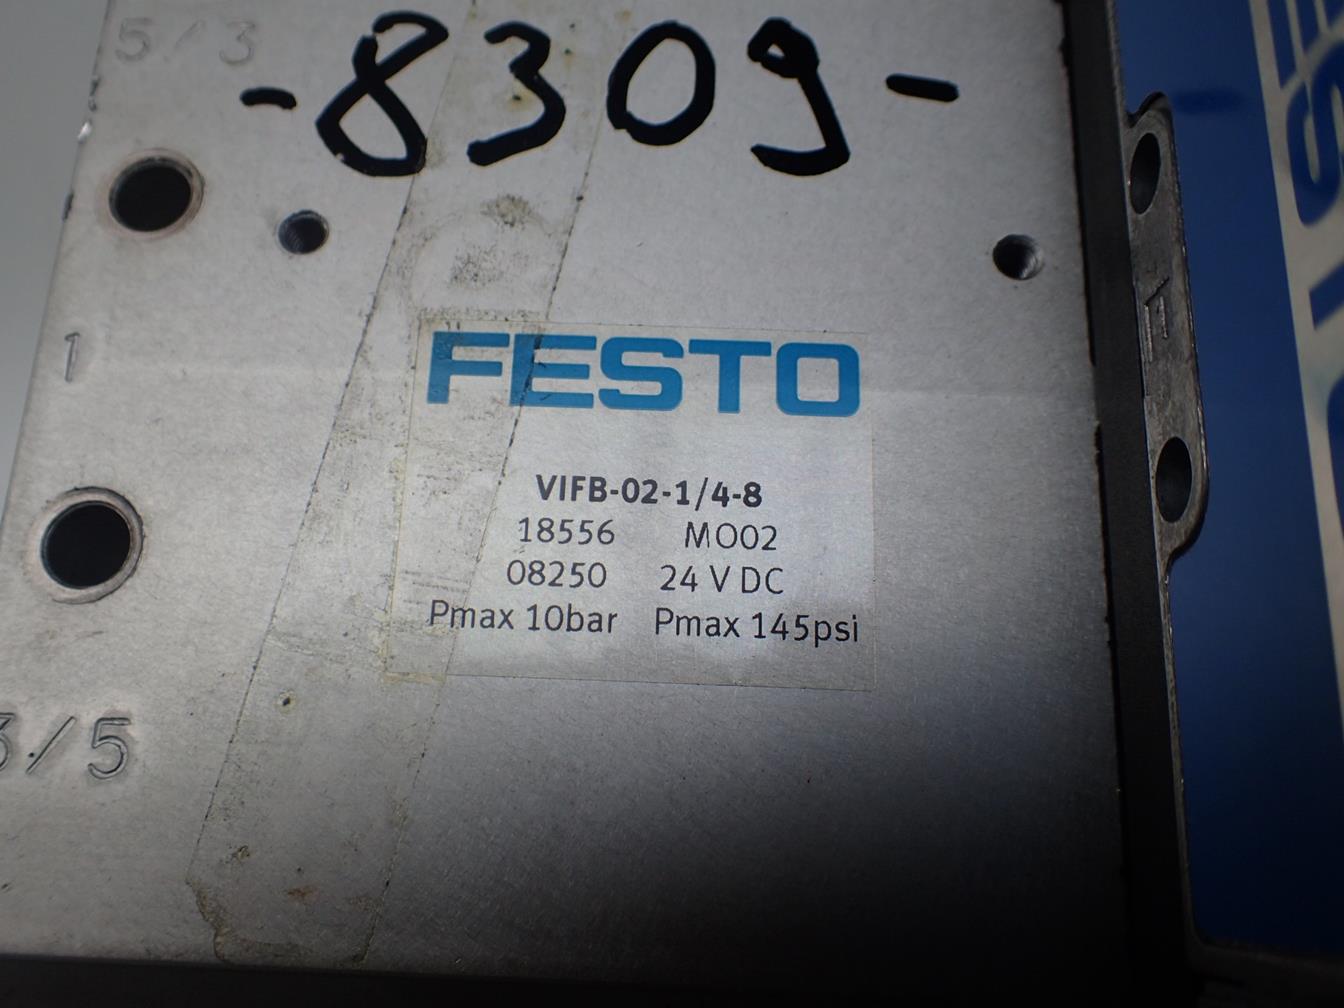 5/3
-8309-
1
FESTO
VIFB-02-1/4-8
18556 MO02
08250 24 V DC
Pmax 10bar Pmax 145psi
3/5